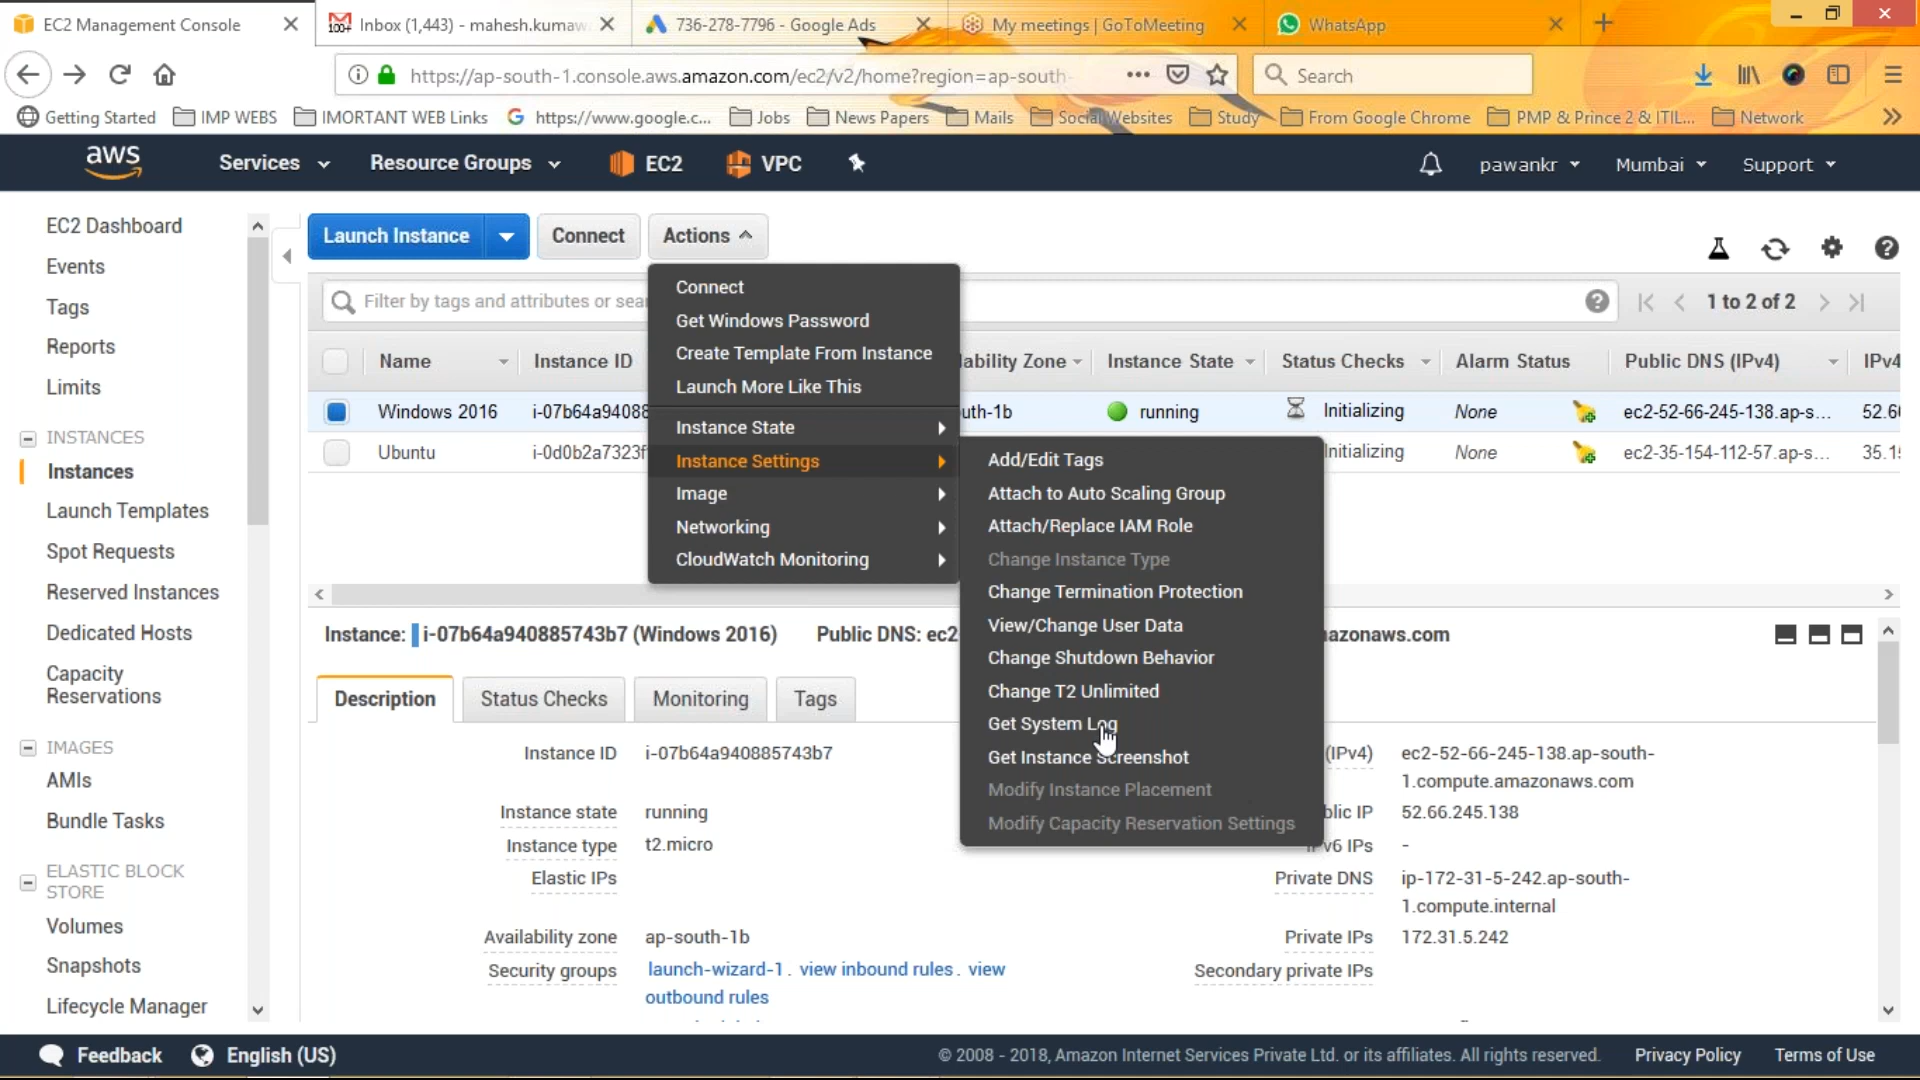 EC2 Management Console
Inbox (1,443) - mahesh.kumaw
736-278-7796 - Google Ads
My meetings | GoToMeeting
WhatsApp
https://ap-south-1.console.aws.amazon.com/ec2/v2/home?region=ap-south-
Search
Getting Started
IMP WEBS
IMORTANT WEB Links
https://www.google.c...
Jobs
News Papers
Mails
Social Websites
Study
From Google Chrome
PMP & Prince 2 & ITIL...
Network
aws
Services
Resource Groups
EC2
VPC
pawankr
Mumbai
Support
EC2 Dashboard
Events
Tags
Reports
Limits
INSTANCES
Instances
Launch Templates
Spot Requests
Reserved Instances
Dedicated Hosts
Capacity
Reservations
IMAGES
AMIs
Bundle Tasks
ELASTIC BLOCK
STORE
Volumes
Snapshots
Lifecycle Manager
Launch Instance
Connect
Actions
Filter by tags and attributes or sea
1 to 2 of 2
Name
Instance ID
lability Zone
Instance State
Status Checks
Alarm Status
Public DNS (IPv4)
IPv4
Windows 2016
i-07b64a94088
uth-1b
running
Initializing
None
ec2-52-66-245-138.ap-s...
52.6
Ubuntu
i-0d0b2a7323f
nitializing
None
ec2-35-154-112-57.ap-s...
35.1
Connect
Get Windows Password
Create Template From Instance
Launch More Like This
Instance State
Instance Settings
Image
Networking
CloudWatch Monitoring
Add/Edit Tags
Attach to Auto Scaling Group
Attach/Replace IAM Role
Change Instance Type
Change Termination Protection
View/Change User Data
Change Shutdown Behavior
Change T2 Unlimited
Get System Log
Get Instance Screenshot
Modify Instance Placement
Modify Capacity Reservation Settings
Instance: i-07b64a940885743b7 (Windows 2016)
Public DNS: ec2
azonaws.com
Description
Status Checks
Monitoring
Tags
Instance ID
i-07b64a940885743b7
(IPv4)
ec2-52-66-245-138.ap-south-
1.compute.amazonaws.com
Instance state
running
blic IP
52.66.245.138
Instance type
t2.micro
v6 IPs
-
Elastic IPs
Private DNS
ip-172-31-5-242.ap-south-
1.compute.internal
Availability zone
ap-south-1b
Private IPs
172.31.5.242
Security groups
launch-wizard-1. view inbound rules. view
outbound rules
Secondary private IPs
Feedback
English (US)
© 2008 - 2018, Amazon Internet Services Private Ltd. or its affiliates. All rights reserved.
Privacy Policy
Terms of Use